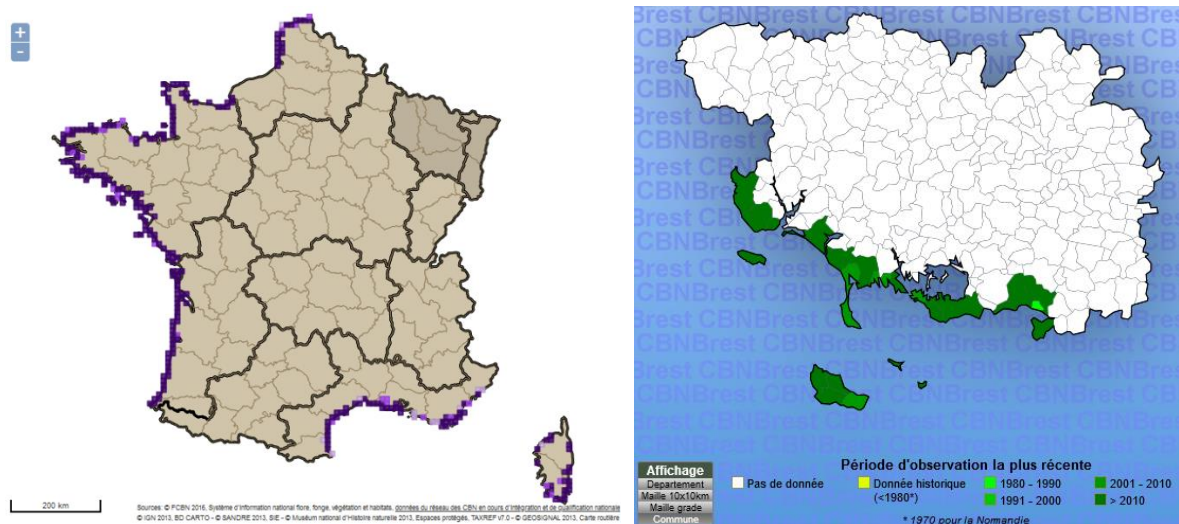 +
-
200 km
Sources: © FCBN 2016, Système d'information national flore, fonge, végétation et habitats, données du réseau des CBN en cours d'intégration et de qualification nationale
© IGN 2013, BD CARTO - © SANDRE 2013, SIE - © Muséum national d'Histoire naturelle 2013, Espaces protégés, TAXREF v7.0 - © GEOSIGNAL 2013, Carte routière
CBNBrest
Affichage
Departement
Maille 10x10km
Maille grade
Commune
Période d'observation la plus récente
Pas de donnée
Donnée historique
(<1980*)
1980 - 1990
1991 - 2000
2001 - 2010
> 2010
* 1970 pour la Normandie